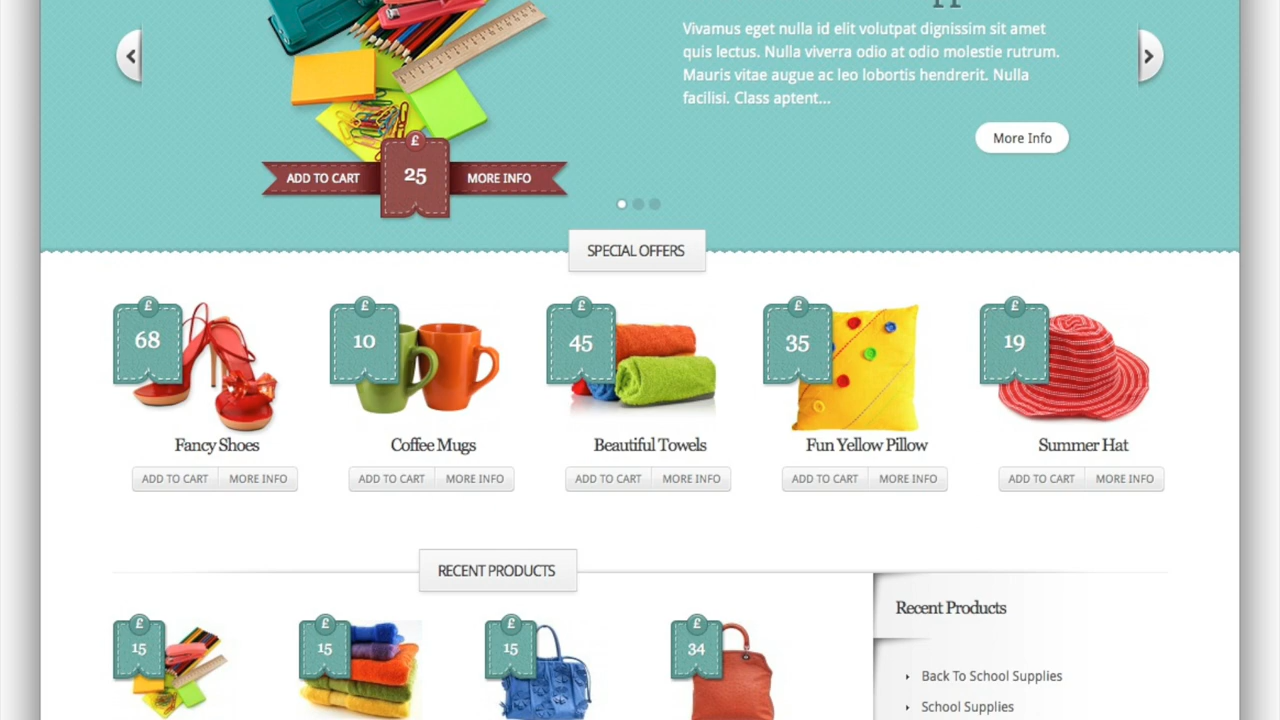 Vivamus eget nulla id elit volutpat dignissim sit amet
quis lectus. Nulla viverra odio at odio molestie rutrum.
Mauris vitae augue ac leo lobortis hendrerit. Nulla
facilisi. Class aptent...
More Info
£
ADD TO CART 25 MORE INFO
SPECIAL OFFERS
£ £ £ £ £
68 10 45 35 19
Fancy Shoes Coffee Mugs Beautiful Towels Fun Yellow Pillow Summer Hat
ADD TO CART MORE INFO ADD TO CART MORE INFO ADD TO CART MORE INFO ADD TO CART MORE INFO ADD TO CART MORE INFO
RECENT PRODUCTS
£ £ £ £
15 15 15 34
Recent Products
Back To School Supplies
School Supplies